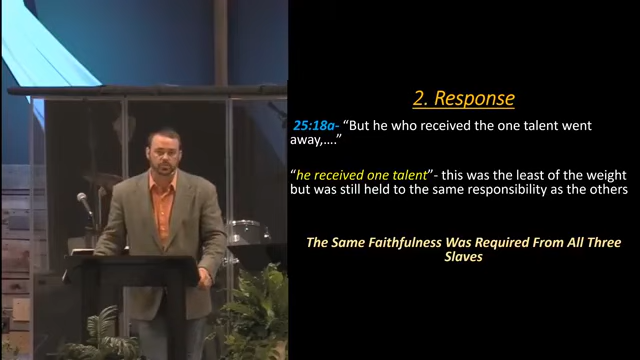 2. Response
25:18a- “But he who received the one talent went
away,....”
“he received one talent”- this was the least of the weight
but was still held to the same responsibility as the others
The Same Faithfulness Was Required From All Three
Slaves